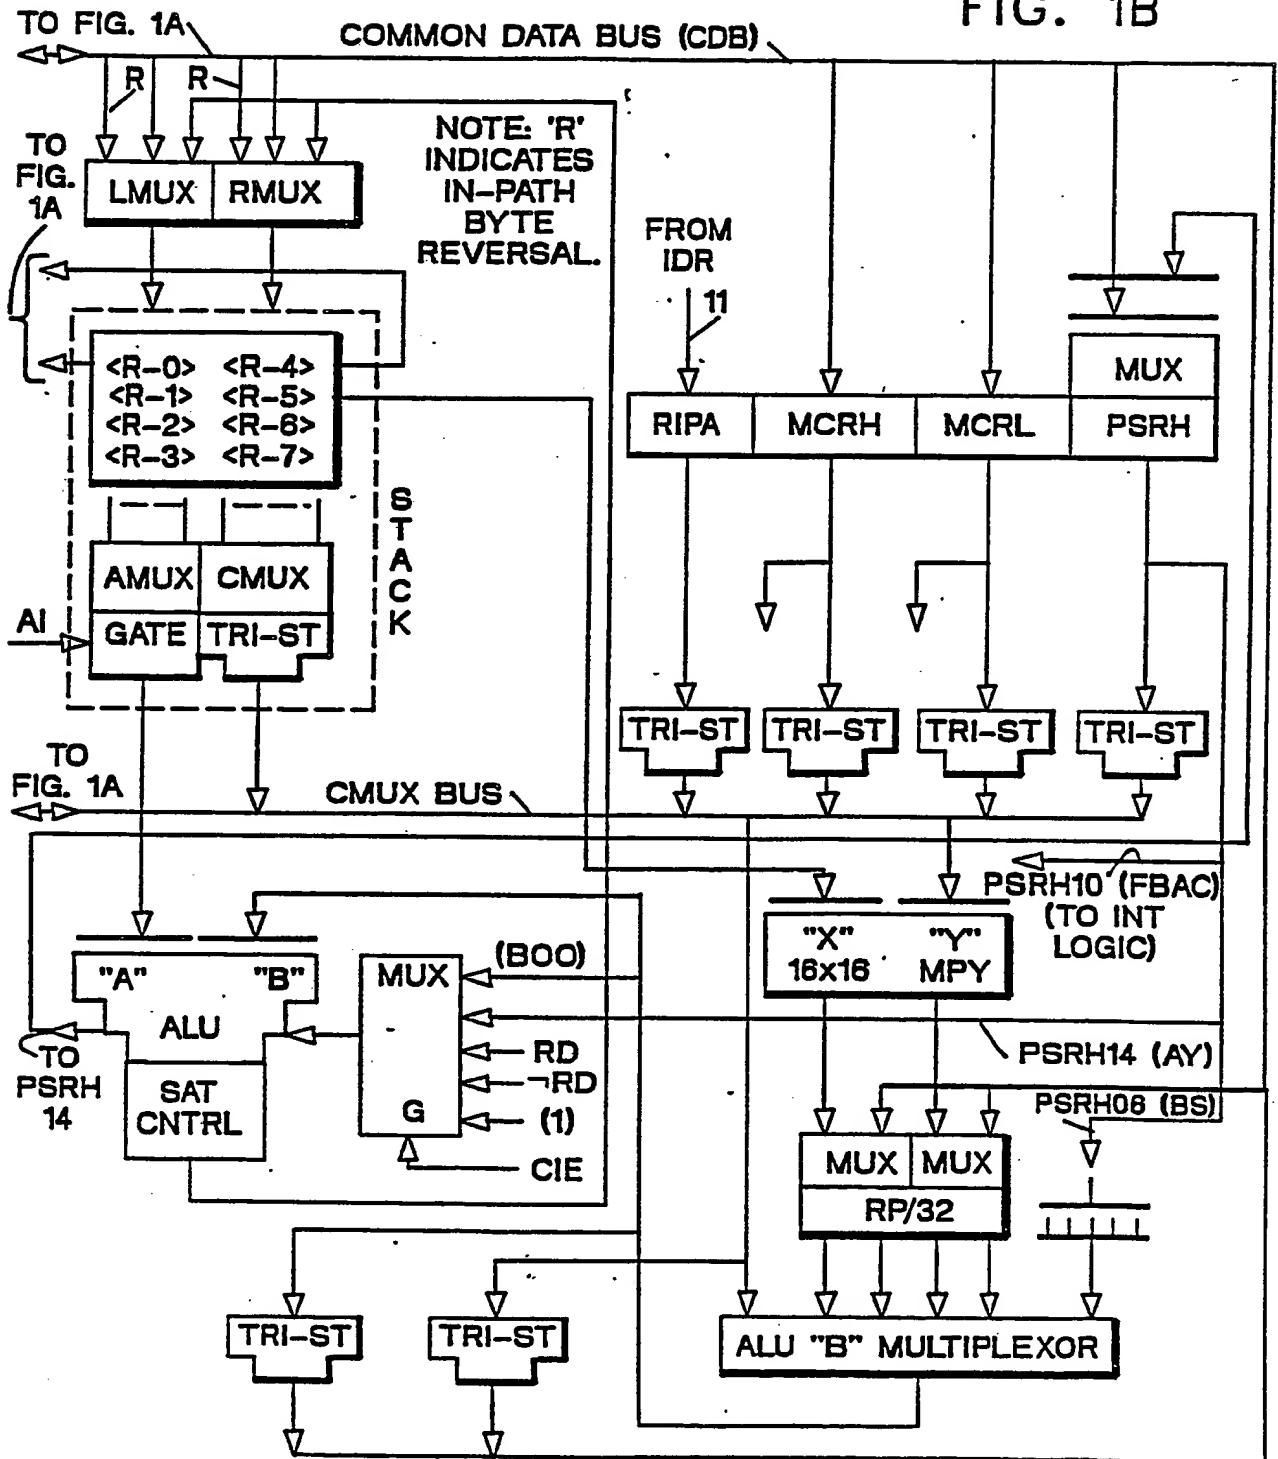 FIG. 1B
TO FIG. 1A
COMMON DATA BUS (CDB)
R
R
TO
FIG.
1A
LMUX
RMUX
NOTE: 'R'
INDICATES
IN-PATH
BYTE
REVERSAL.
FROM
IDR
11
<R-0> <R-4>
<R-1> <R-5>
<R-2> <R-6>
<R-3> <R-7>
STACK
MUX
RIPA
MCRH
MCRL
PSRH
AMUX
CMUX
AI
GATE
TRI-ST
TRI-ST
TRI-ST
TRI-ST
TRI-ST
TO
FIG. 1A
CMUX BUS
PSRH10 (FBAC)
(TO INT
LOGIC)
"X"
"Y"
16x16
MPY
"A"
"B"
ALU
SAT
CNTRL
TO
PSRH
14
MUX
G
(BOO)
RD
¬RD
(1)
CIE
PSRH14 (AY)
PSRH06 (BS)
MUX
MUX
RP/32
TRI-ST
TRI-ST
ALU "B" MULTIPLEXOR